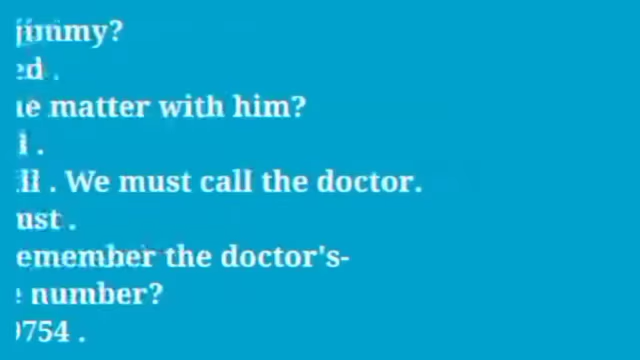 jimmy?
ed .
matter with him?
.
ll . We must call the doctor.
ust .
emember the doctor's-
number?
754 .